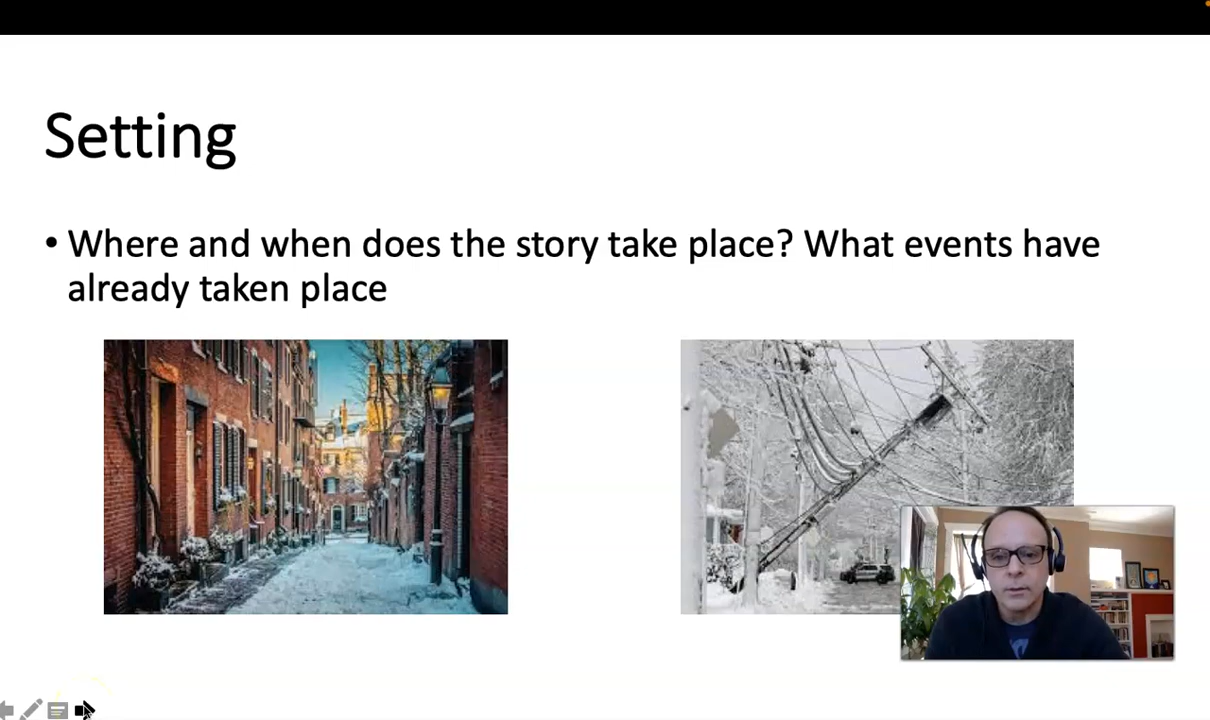 Setting
• Where and when does the story take place? What events have
already taken place